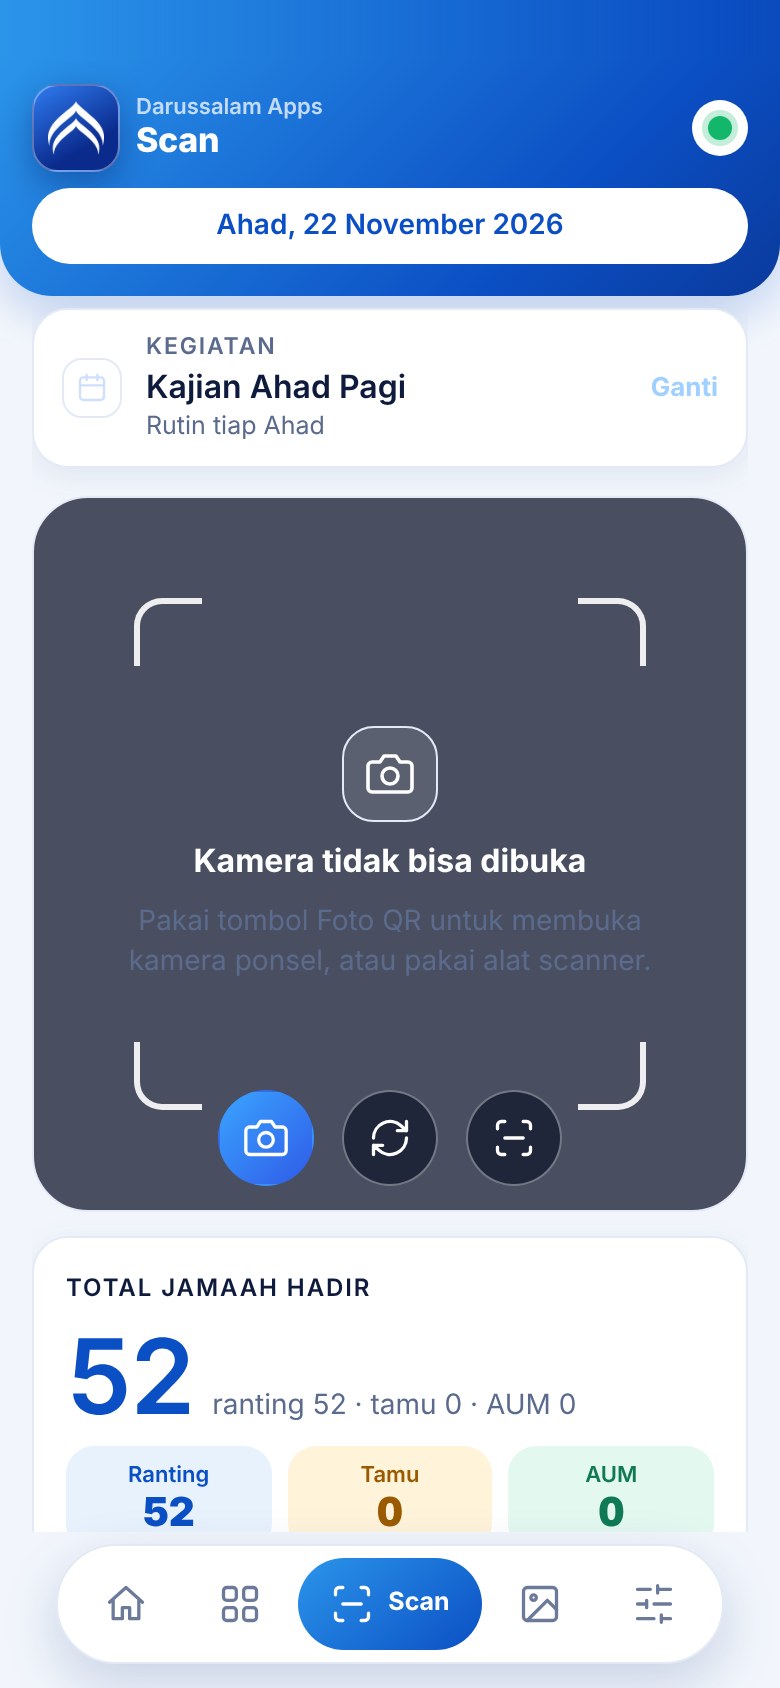 Darussalam Apps
Scan
Ahad, 22 November 2026
KEGIATAN
Kajian Ahad Pagi
Rutin tiap Ahad
Ganti
Kamera tidak bisa dibuka
Pakai tombol Foto QR untuk membuka
kamera ponsel, atau pakai alat scanner.
TOTAL JAMAAH HADIR
52 ranting 52 · tamu 0 · AUM 0
Ranting Tamu AUM
52 0 0
Scan